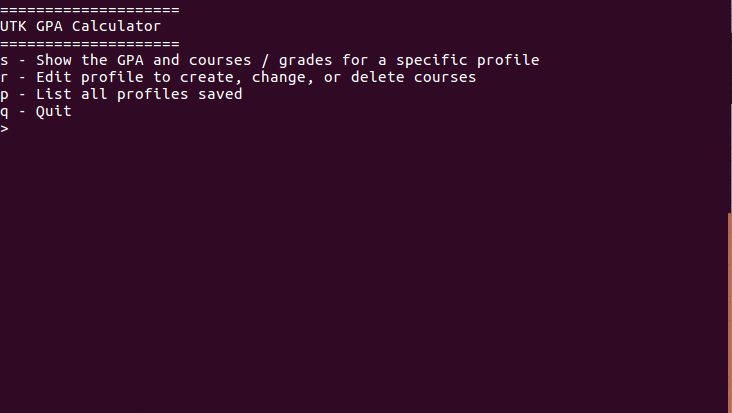 ====================
UTK GPA Calculator
====================
s - Show the GPA and courses / grades for a specific profile
r - Edit profile to create, change, or delete courses
p - List all profiles saved
q - Quit
>